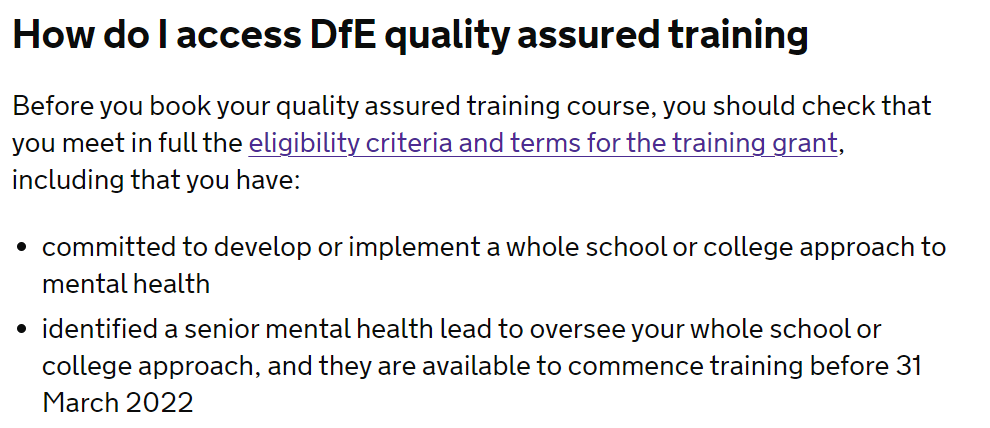 How do I access DfE quality assured training
Before you book your quality assured training course, you should check that
you meet in full the eligibility criteria and terms for the training grant,
including that you have:
• committed to develop or implement a whole school or college approach to
mental health
• identified a senior mental health lead to oversee your whole school or
college approach, and they are available to commence training before 31
March 2022